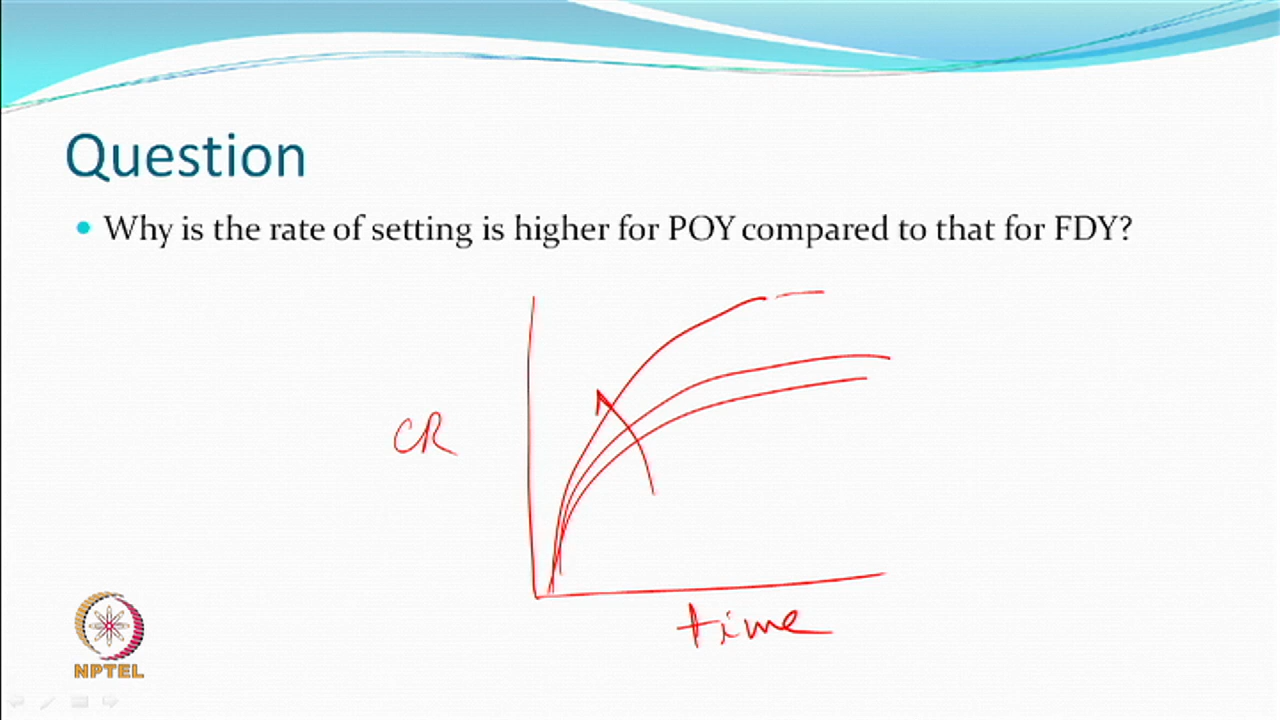 Question
Why is the rate of setting is higher for POY compared to that for FDY?
CR
time
NPTEL